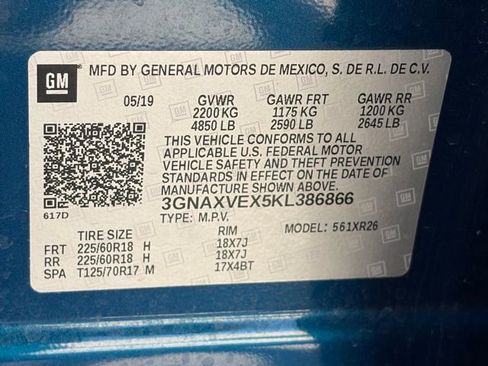 GM MFD BY GENERAL MOTORS DE MEXICO, S. DE R.L. DE C.V.
05/19 GVWR GAWR FRT GAWR RR
2200 KG 1175 KG 1200 KG
4850 LB 2590 LB 2645 LB
THIS VEHICLE CONFORMS TO ALL
APPLICABLE U.S. FEDERAL MOTOR
VEHICLE SAFETY AND THEFT PREVENTION
STANDARDS IN EFFECT ON THE DATE OF
MANUFACTURE SHOWN ABOVE.
617D 3GNAXVEX5KL386866
TYPE: M.P.V. MODEL: 561XR26
TIRE SIZE RIM
FRT 225/60R18 H 18X7J
RR 225/60R18 H 18X7J
SPA T125/70R17 M 17X4BT